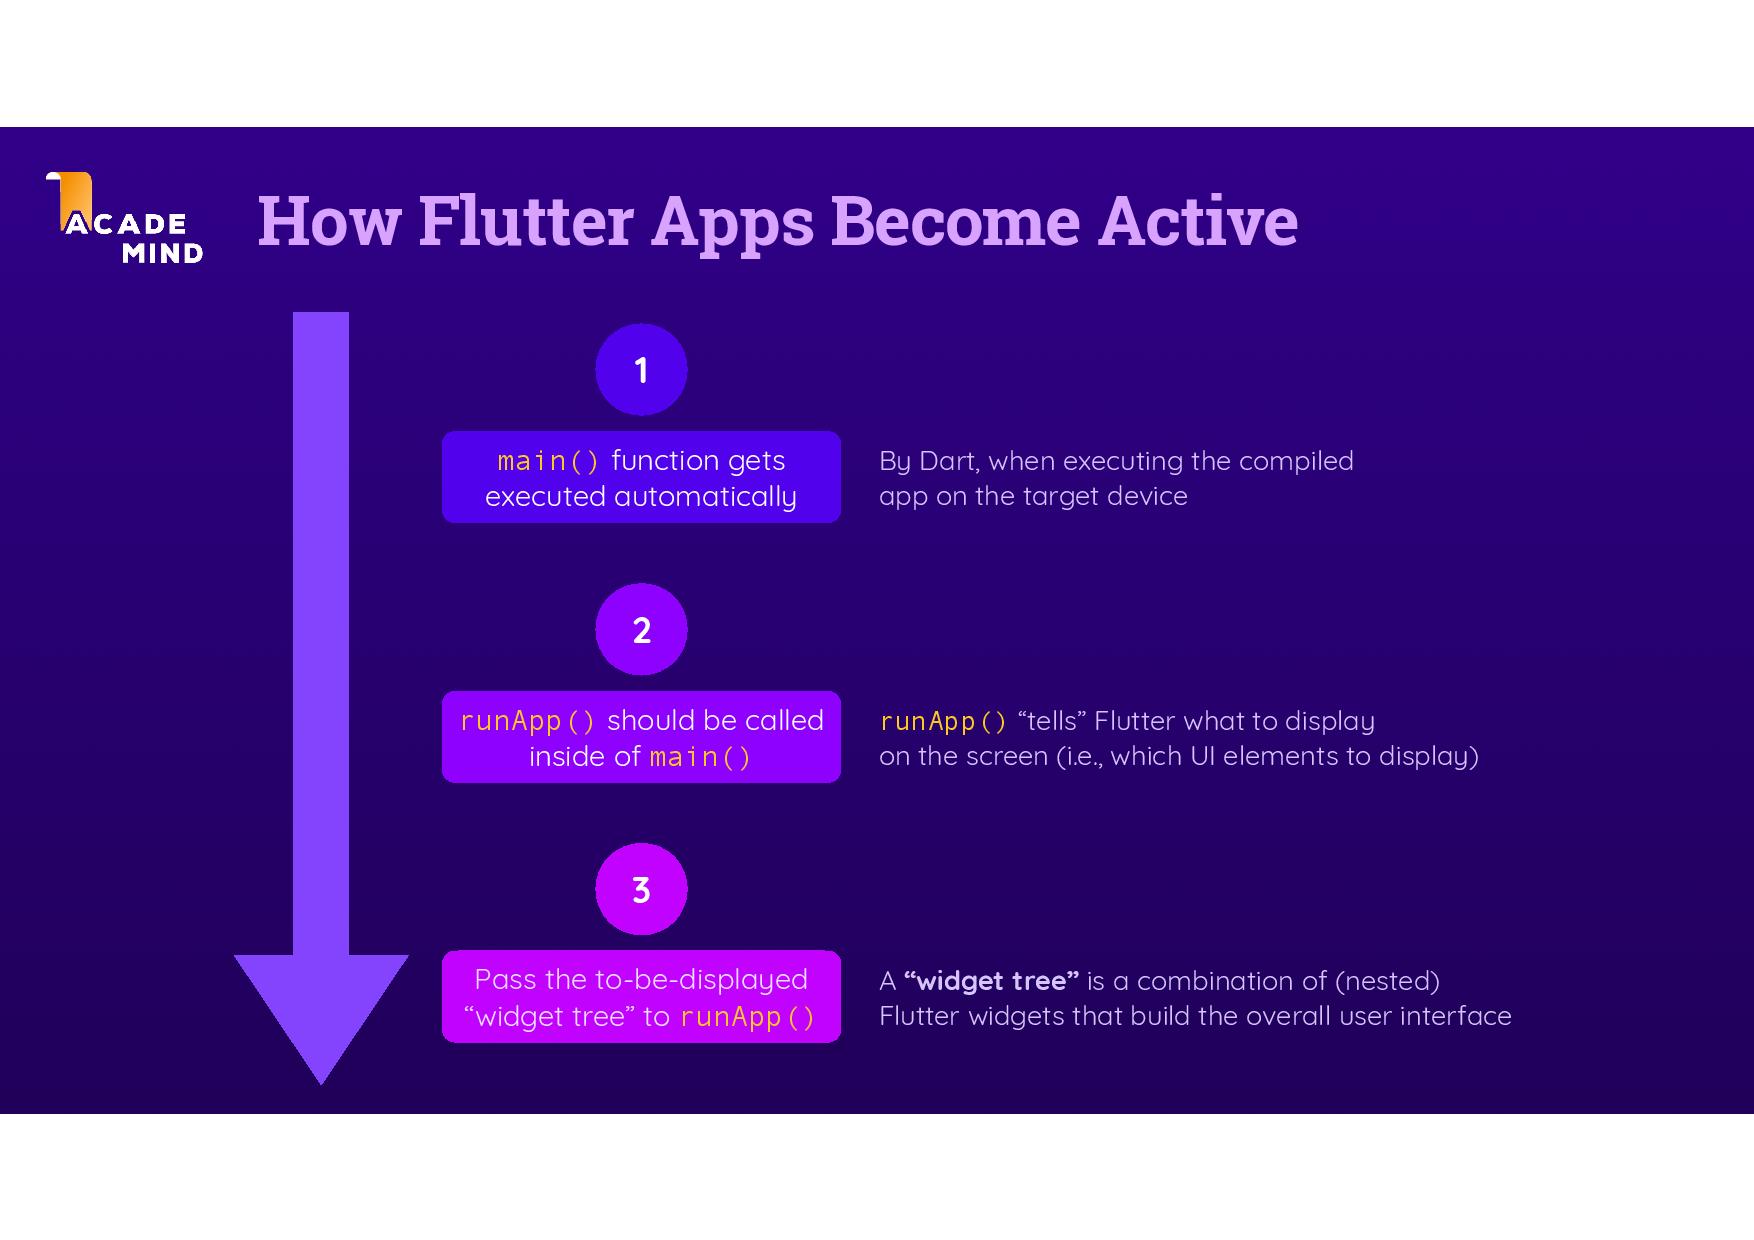 ACADE
MIND
How Flutter Apps Become Active
1
main() function gets
executed automatically
By Dart, when executing the compiled
app on the target device
2
runApp() should be called
inside of main()
runApp() “tells” Flutter what to display
on the screen (i.e., which UI elements to display)
3
Pass the to-be-displayed
“widget tree” to runApp()
A “widget tree” is a combination of (nested)
Flutter widgets that build the overall user interface